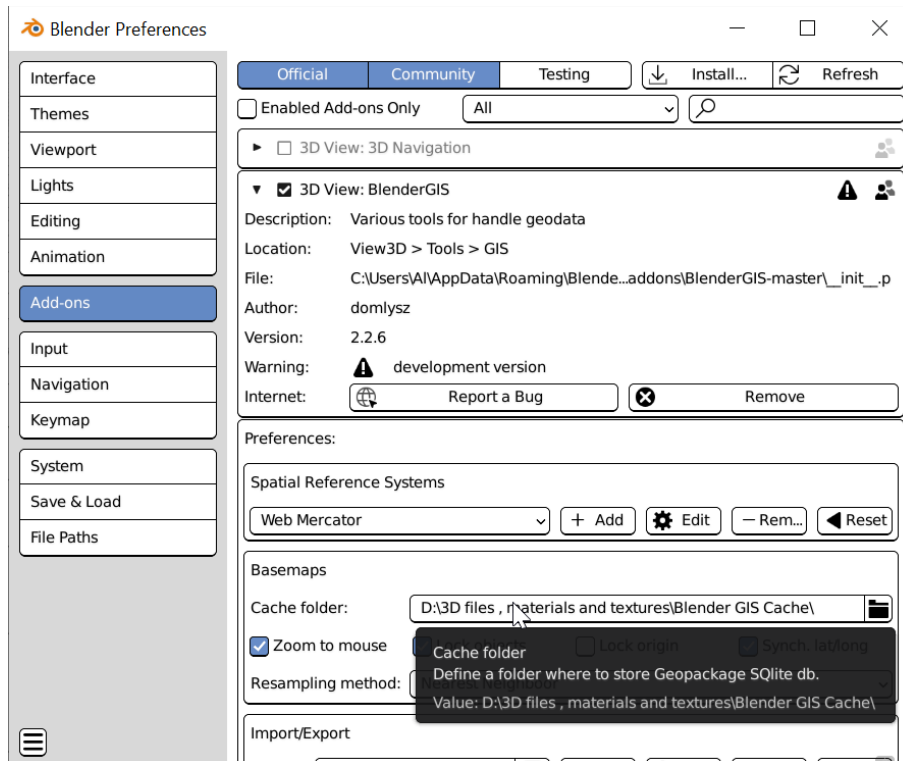 Blender Preferences
Interface
Themes
Viewport
Lights
Editing
Animation
Add-ons
Input
Navigation
Keymap
System
Save & Load
File Paths
Official Community Testing Install... Refresh
Enabled Add-ons Only All
3D View: 3D Navigation
3D View: BlenderGIS
Description: Various tools for handle geodata
Location: View3D > Tools > GIS
File: C:\Users\Al\AppData\Roaming\Blende...addons\BlenderGIS-master\__init__.p
Author: domlysz
Version: 2.2.6
Warning: development version
Internet: Report a Bug Remove
Preferences:
Spatial Reference Systems
Web Mercator + Add Edit — Rem... Reset
Basemaps
Cache folder: D:\3D files , materials and textures\Blender GIS Cache\
Zoom to mouse Lock objects Lock origin Synch. lat/long
Resampling method: Nearest Neighbour
Cache folder
Define a folder where to store Geopackage SQlite db.
Value: D:\3D files , materials and textures\Blender GIS Cache\
Import/Export